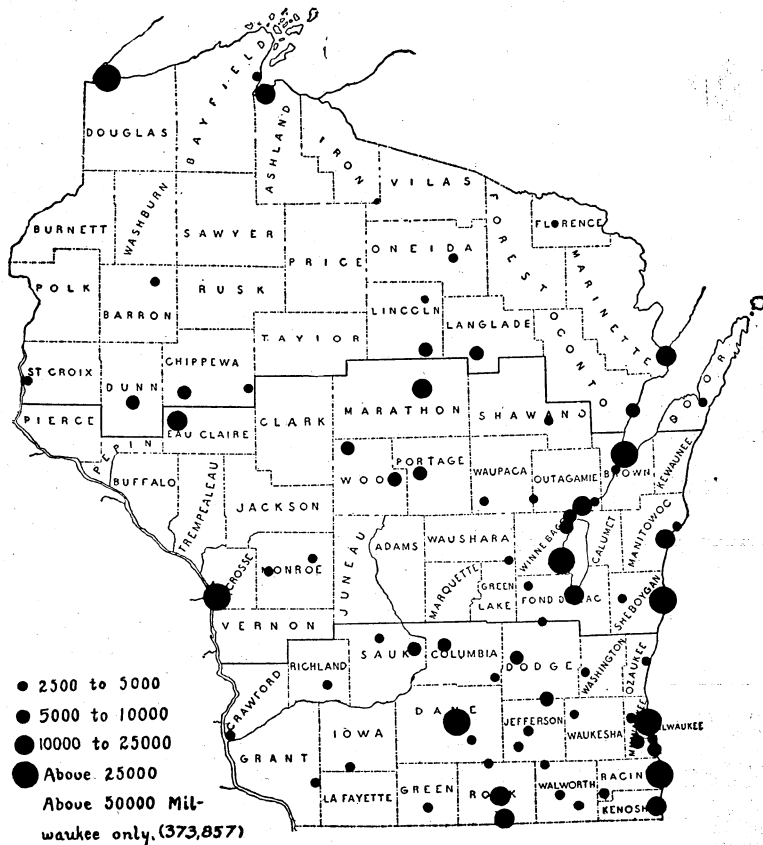 BAYFIELD
DOUGLAS
ASHLAND
IRON
VILAS
FOREST
FLORENCE
WASHBURN
BURNETT
SAWYER
PRICE
ONEIDA
MARINETTE
POLK
BARRON
RUSK
LINCOLN
LANGLADE
OCONTO
TAYLOR
CHIPPEWA
ST CROIX
DUNN
DOOR
MARATHON
SHAWANO
CLARK
PIERCE
EAU CLAIRE
PEPIN
PORTAGE
WOO
WAUPACA
OUTAGAMIE
BROWN
KEWAUNEE
BUFFALO
TREMPEALEAU
JACKSON
JUNEAU
ADAMS
WAUSHARA
WINNEBAG
CALUMET
MANITOWOC
CROSSE
MONROE
MARQUETTE
GREEN
LAKE
FOND DU LAC
SHEBOYGAN
VERNON
RICHLAND
SAUK
COLUMBIA
DODGE
WASHINGTON
OZAUKEE
CRAWFORD
IOWA
DANE
JEFFERSON
WAUKESHA
MILWAUKEE
GRANT
LA FAYETTE
GREEN
ROCK
WALWORTH
RACIN
KENOSH
2500 to 5000
5000 to 10000
10000 to 25000
Above 25000
Above 50000 Mil-
waukee only. (373,857)